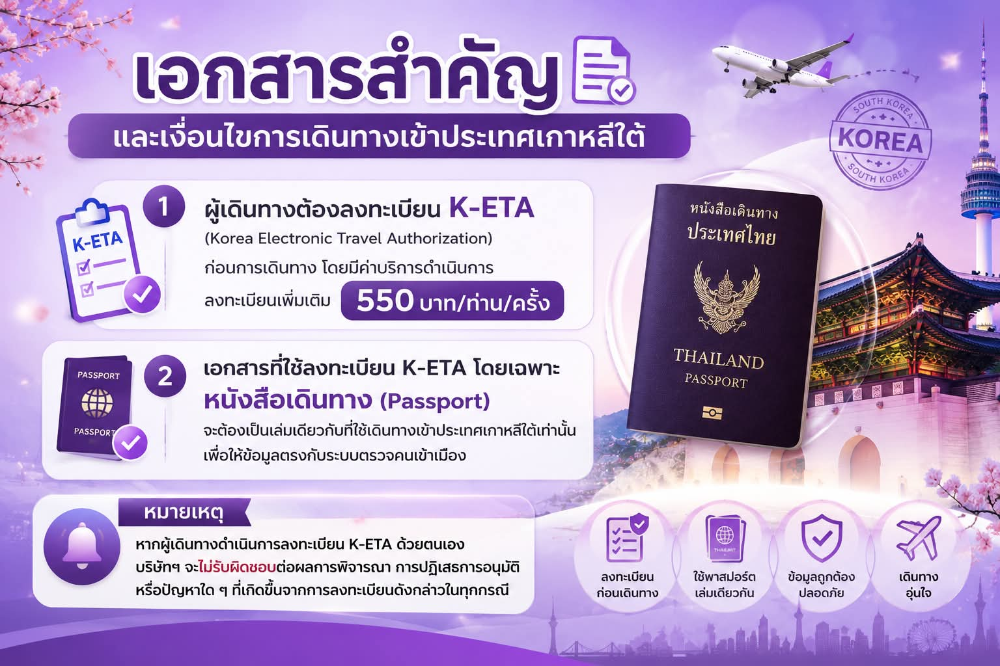 เอกสารสำคัญ
และเงื่อนไขการเดินทางเข้าประเทศเกาหลีใต้
SOUTH KOREA
KOREA
SOUTH KOREA
K-ETA
1
ผู้เดินทางต้องลงทะเบียน K-ETA
(Korea Electronic Travel Authorization)
ก่อนการเดินทาง โดยมีค่าบริการดำเนินการ
ลงทะเบียนเพิ่มเติม 550 บาท/ท่าน/ครั้ง
PASSPORT
PASSPORT
2
เอกสารที่ใช้ลงทะเบียน K-ETA โดยเฉพาะ
หนังสือเดินทาง (Passport)
จะต้องเป็นเล่มเดียวกับที่ใช้เดินทางเข้าประเทศเกาหลีใต้เท่านั้น
เพื่อให้ข้อมูลตรงกับระบบตรวจคนเข้าเมือง
หนังสือเดินทาง
ประเทศไทย
THAILAND
PASSPORT
หมายเหตุ
หากผู้เดินทางดำเนินการลงทะเบียน K-ETA ด้วยตนเอง
บริษัทฯ จะไม่รับผิดชอบต่อผลการพิจารณา การปฏิเสธการอนุมัติ
หรือปัญหาใด ๆ ที่เกิดขึ้นจากการลงทะเบียนดังกล่าวในทุกกรณี
ลงทะเบียน
ก่อนเดินทาง
ใช้พาสปอร์ต
เล่มเดียวกัน
ข้อมูลถูกต้อง
ปลอดภัย
เดินทาง
อุ่นใจ